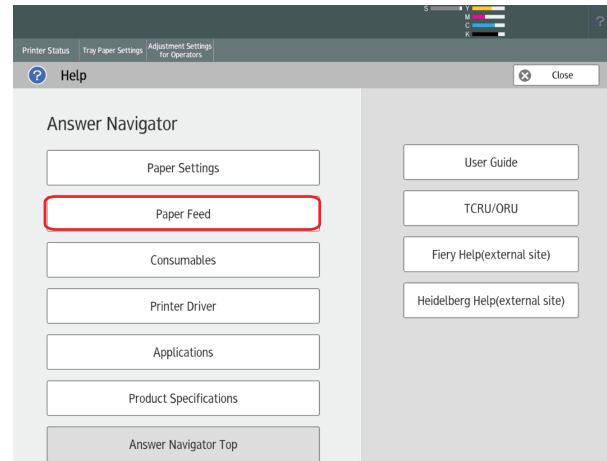 S Y
M
C
K
?
Printer Status Tray Paper Settings Adjustment Settings
for Operators
? Help Close
Answer Navigator
Paper Settings
Paper Feed
Consumables
Printer Driver
Applications
Product Specifications
Answer Navigator Top
User Guide
TCRU/ORU
Fiery Help(external site)
Heidelberg Help(external site)